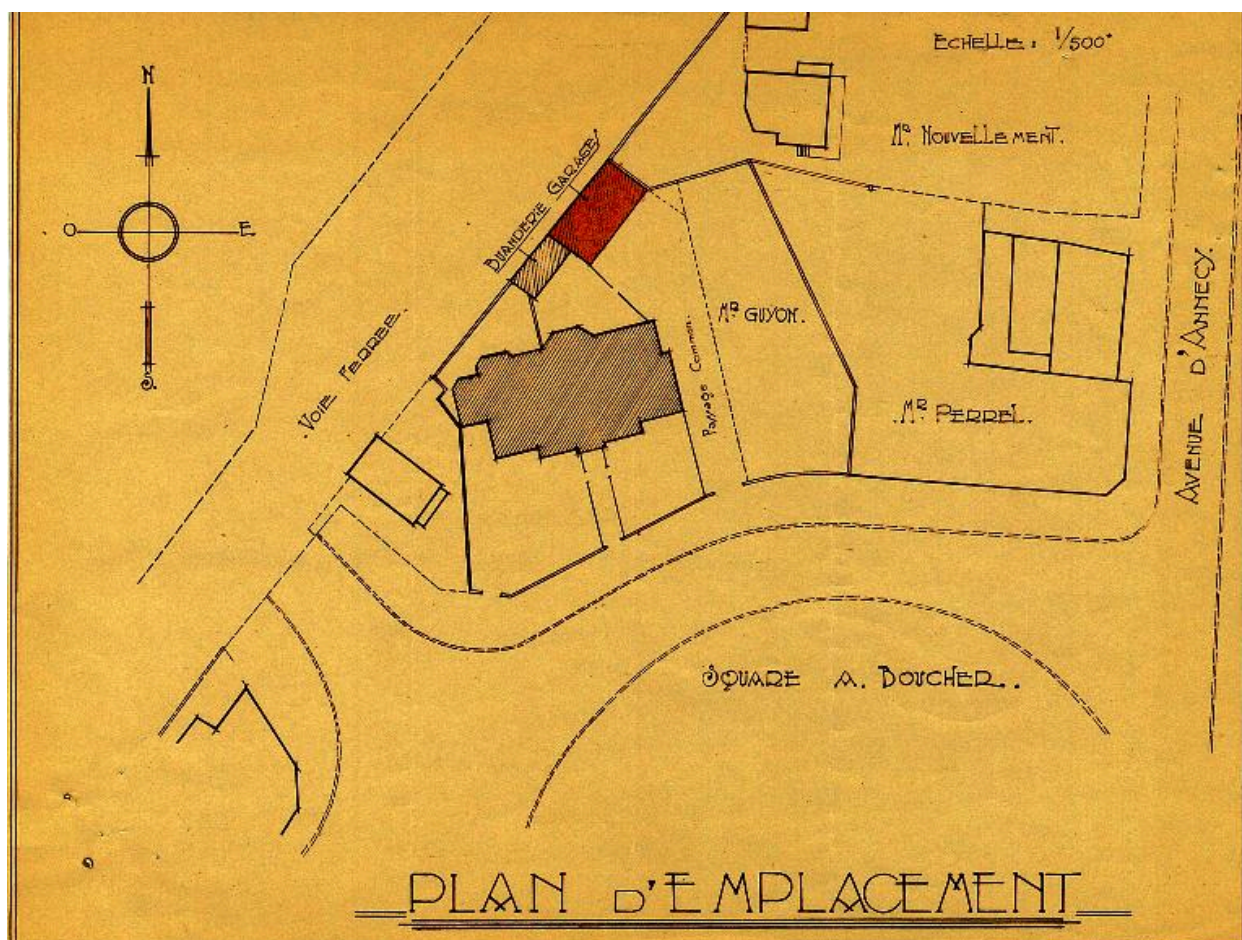 ECHELLE : 1/500°
N
O
E
S.
MR NOUVELLEMENT.
BUANDERIE GARAGE
VOIE FERREE.
Passage Commun.
MR GUYON.
MR PERREL.
AVENUE D'ANNECY.
SQUARE A. BOUCHER..
PLAN D'EMPLACEMENT